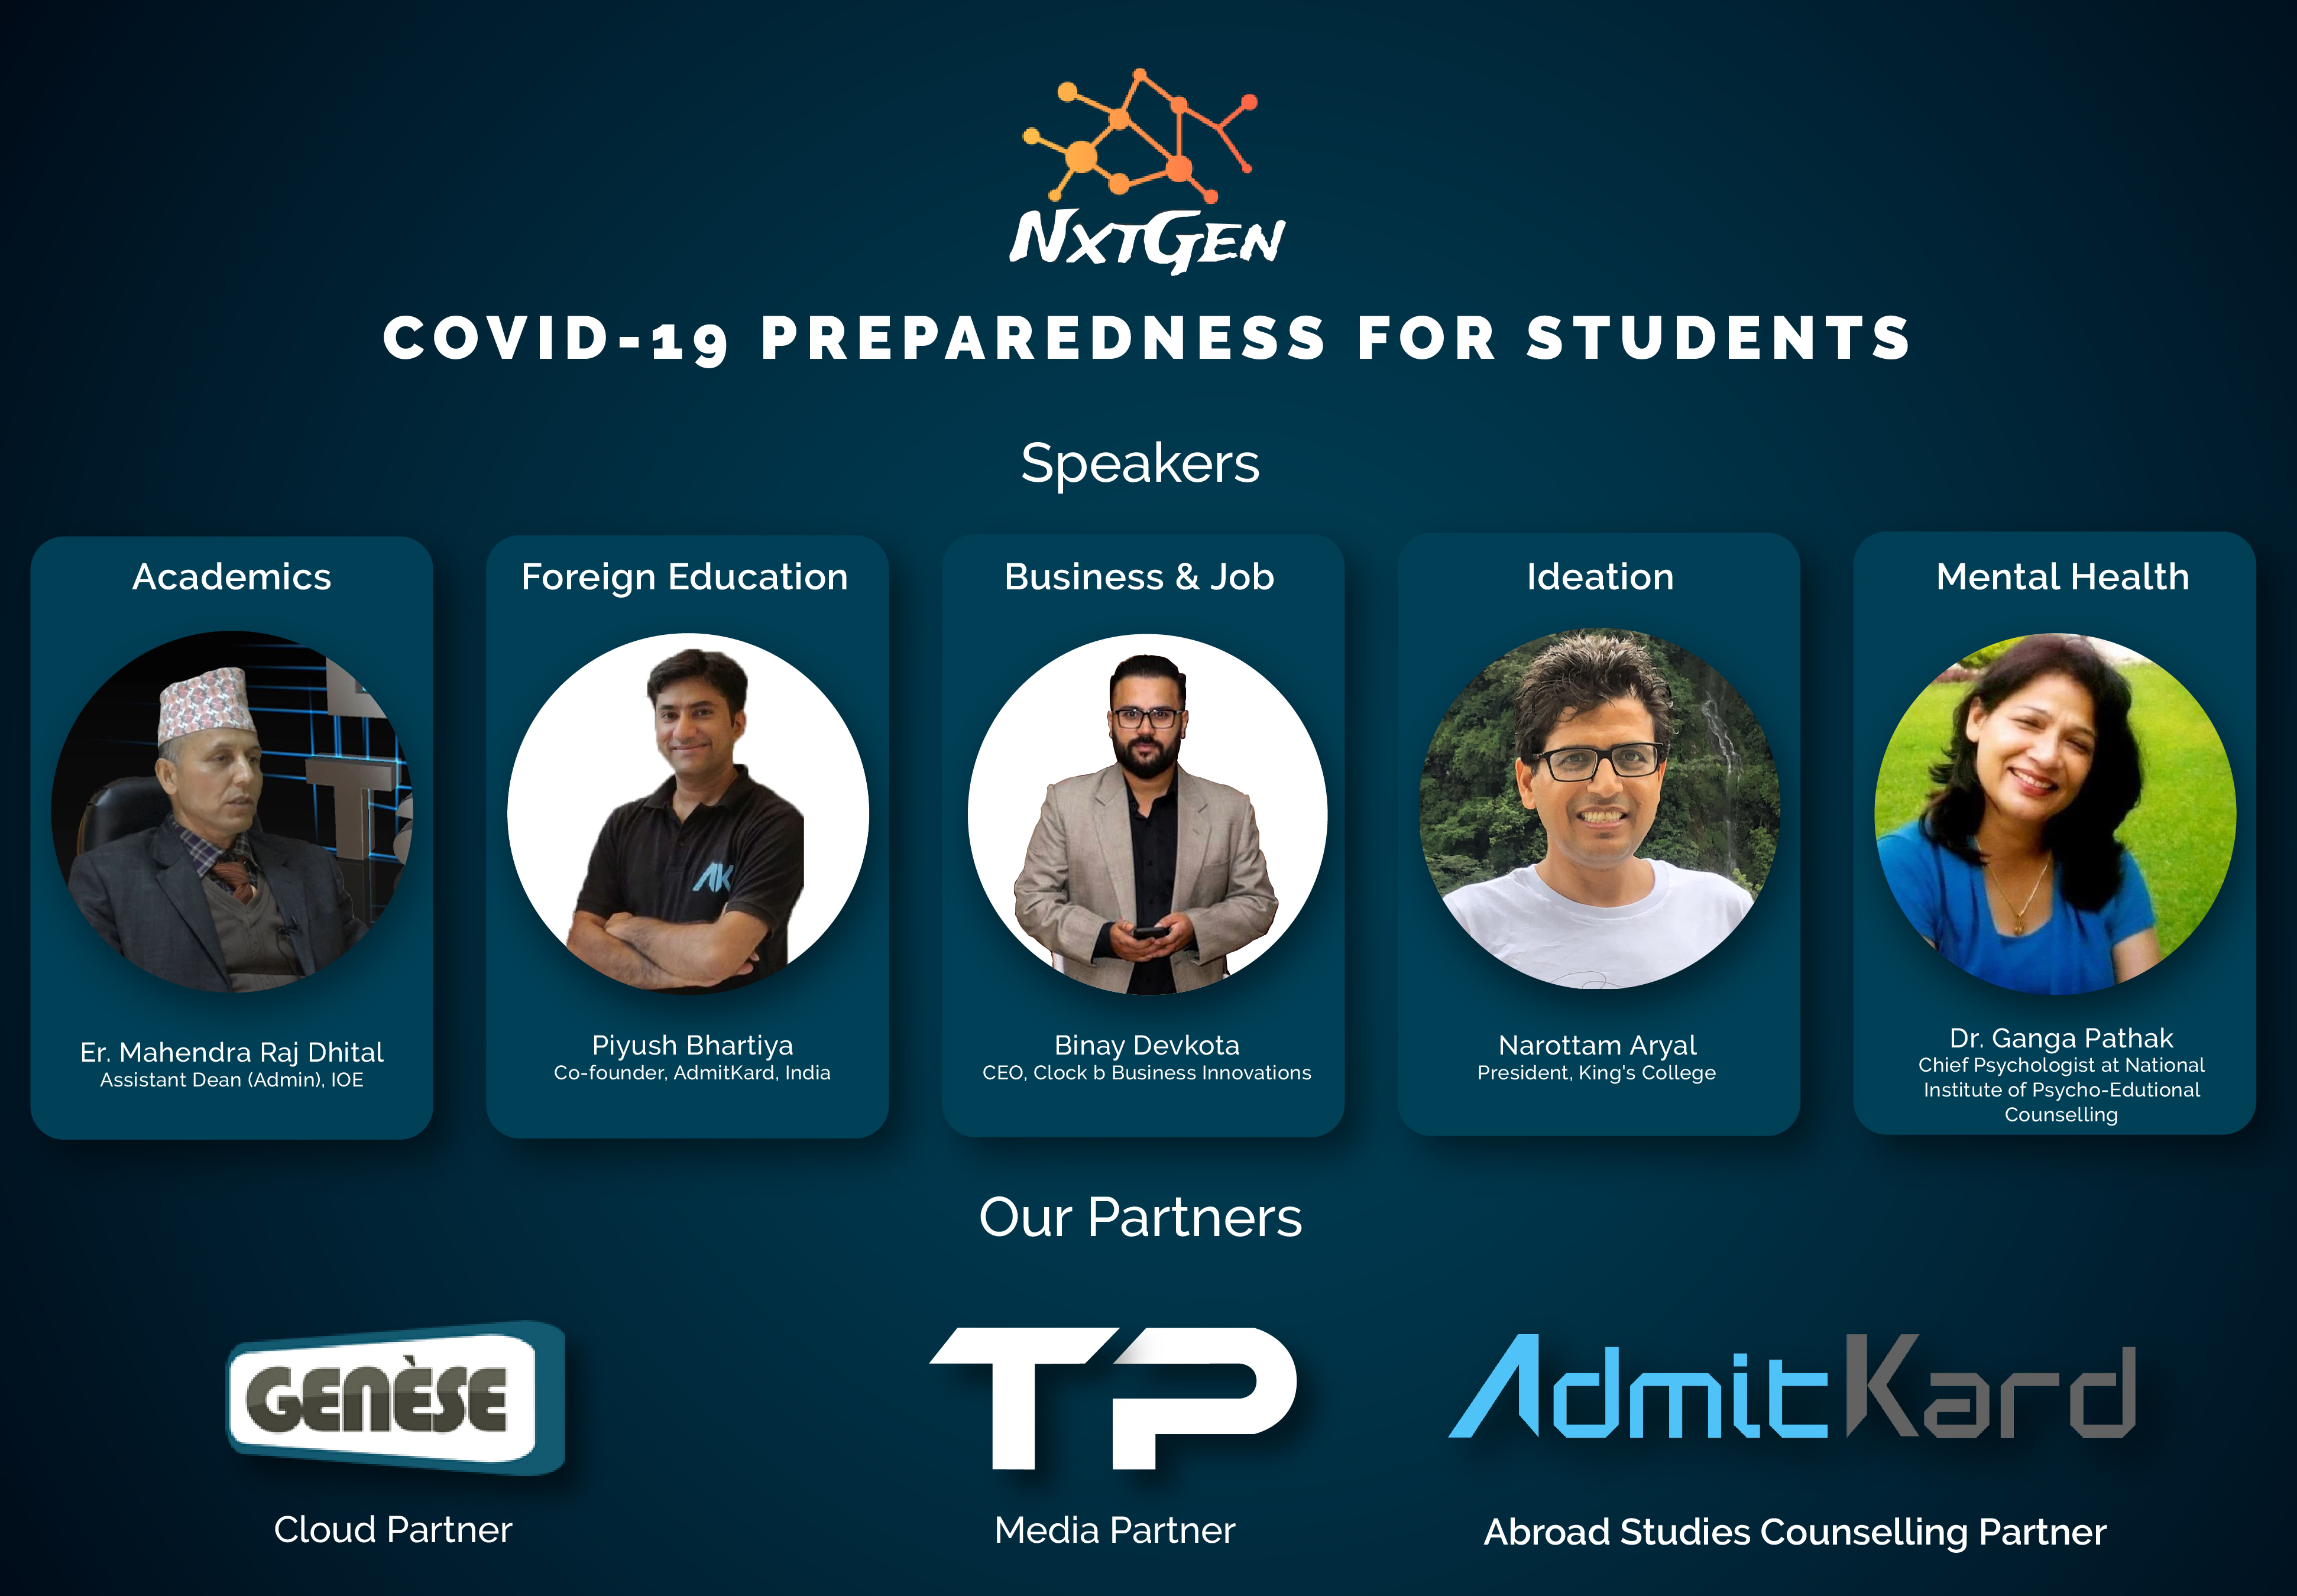 NxtGen
COVID-19 PREPAREDNESS FOR STUDENTS
Speakers
Academics
Er. Mahendra Raj Dhital
Assistant Dean (Admin), IOE
Foreign Education
AK
Piyush Bhartiya
Co-founder, AdmitKard, India
Business & Job
Binay Devkota
CEO, Clock b Business Innovations
Ideation
Narottam Aryal
President, King's College
Mental Health
Dr. Ganga Pathak
Chief Psychologist at National
Institute of Psycho-Edutional
Counselling
Our Partners
GENÈSE
Cloud Partner
TP
Media Partner
AdmitKard
Abroad Studies Counselling Partner